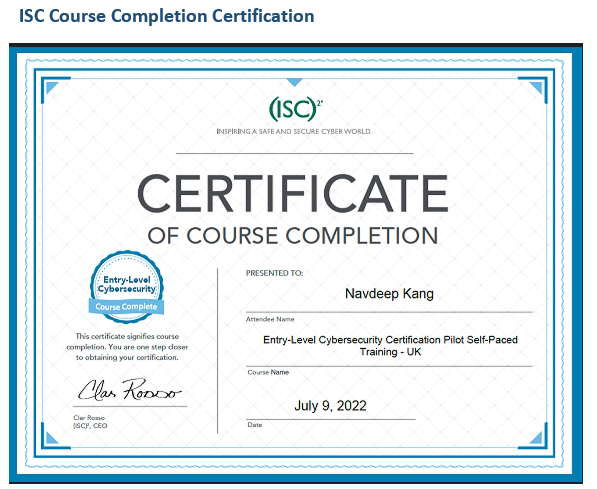 ISC Course Completion Certification
(ISC)²®
INSPIRING A SAFE AND SECURE CYBER WORLD.
CERTIFICATE
OF COURSE COMPLETION
Entry-Level
Cybersecurity
Course Complete
This certificate signifies course
completion. You are one step closer
to obtaining your certification.
Clar Rosso
Clar Rosso
(ISC)², CEO
PRESENTED TO:
Navdeep Kang
Attendee Name
Entry-Level Cybersecurity Certification Pilot Self-Paced
Training - UK
Course Name
July 9, 2022
Date